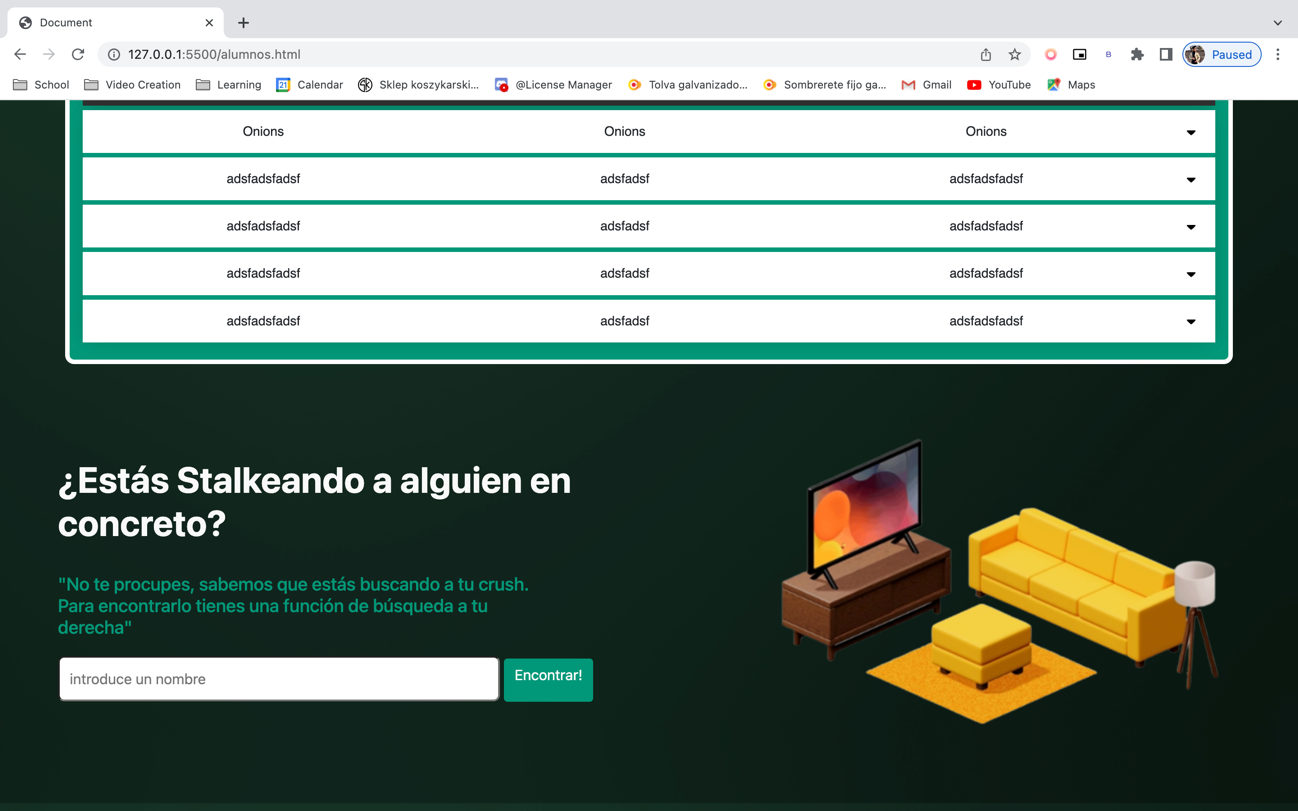 Document
127.0.0.1:5500/alumnos.html
Paused
School Video Creation Learning 21 Calendar Sklep koszykarski... @License Manager Tolva galvanizado... Sombrerete fijo ga... Gmail YouTube Maps
Onions Onions Onions
adsfadsfadsf adsfadsf adsfadsfadsf
adsfadsfadsf adsfadsf adsfadsfadsf
adsfadsfadsf adsfadsf adsfadsfadsf
adsfadsfadsf adsfadsf adsfadsfadsf
¿Estás Stalkeando a alguien en
concreto?
"No te procupes, sabemos que estás buscando a tu crush.
Para encontrarlo tienes una función de búsqueda a tu
derecha"
introduce un nombre Encontrar!